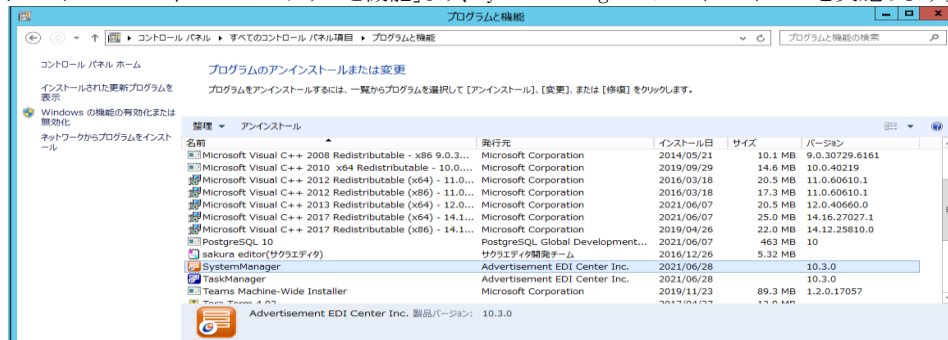 プログラムと機能
コントロール パネル ▸ すべてのコントロール パネル項目 ▸ プログラムと機能
プログラムと機能の検索
コントロール パネル ホーム
インストールされた更新プログラムを
表示
Windows の機能の有効化または
無効化
ネットワークからプログラムをインスト
ール
プログラムのアンインストールまたは変更
プログラムをアンインストールするには、一覧からプログラムを選択して [アンインストール]、[変更]、または [修復] をクリックします。
整理 アンインストール
名前 発行元 インストール日 サイズ バージョン
Microsoft Visual C++ 2008 Redistributable - x86 9.0.3... Microsoft Corporation 2014/05/21 10.1 MB 9.0.30729.6161
Microsoft Visual C++ 2010 x64 Redistributable - 10.0.... Microsoft Corporation 2019/09/29 14.6 MB 10.0.40219
Microsoft Visual C++ 2012 Redistributable (x64) - 11.0... Microsoft Corporation 2016/03/18 20.5 MB 11.0.60610.1
Microsoft Visual C++ 2012 Redistributable (x86) - 11.0... Microsoft Corporation 2016/03/18 17.3 MB 11.0.60610.1
Microsoft Visual C++ 2013 Redistributable (x64) - 12.0... Microsoft Corporation 2021/06/07 20.5 MB 12.0.40660.0
Microsoft Visual C++ 2017 Redistributable (x64) - 14.1... Microsoft Corporation 2021/06/07 25.0 MB 14.16.27027.1
Microsoft Visual C++ 2017 Redistributable (x86) - 14.1... Microsoft Corporation 2019/04/26 22.0 MB 14.12.25810.0
PostgreSQL 10 PostgreSQL Global Development... 2021/06/07 463 MB 10
sakura editor(サクラエディタ) サクラエディタ開発チーム 2016/12/26 5.32 MB
SystemManager Advertisement EDI Center Inc. 2021/06/28 10.3.0
TaskManager Advertisement EDI Center Inc. 2021/06/28 10.3.0
Teams Machine-Wide Installer Microsoft Corporation 2019/11/23 89.3 MB 1.2.0.17057
Tera Term 4.92 2017/04/27 12.0 MB
Advertisement EDI Center Inc. 製品バージョン: 10.3.0